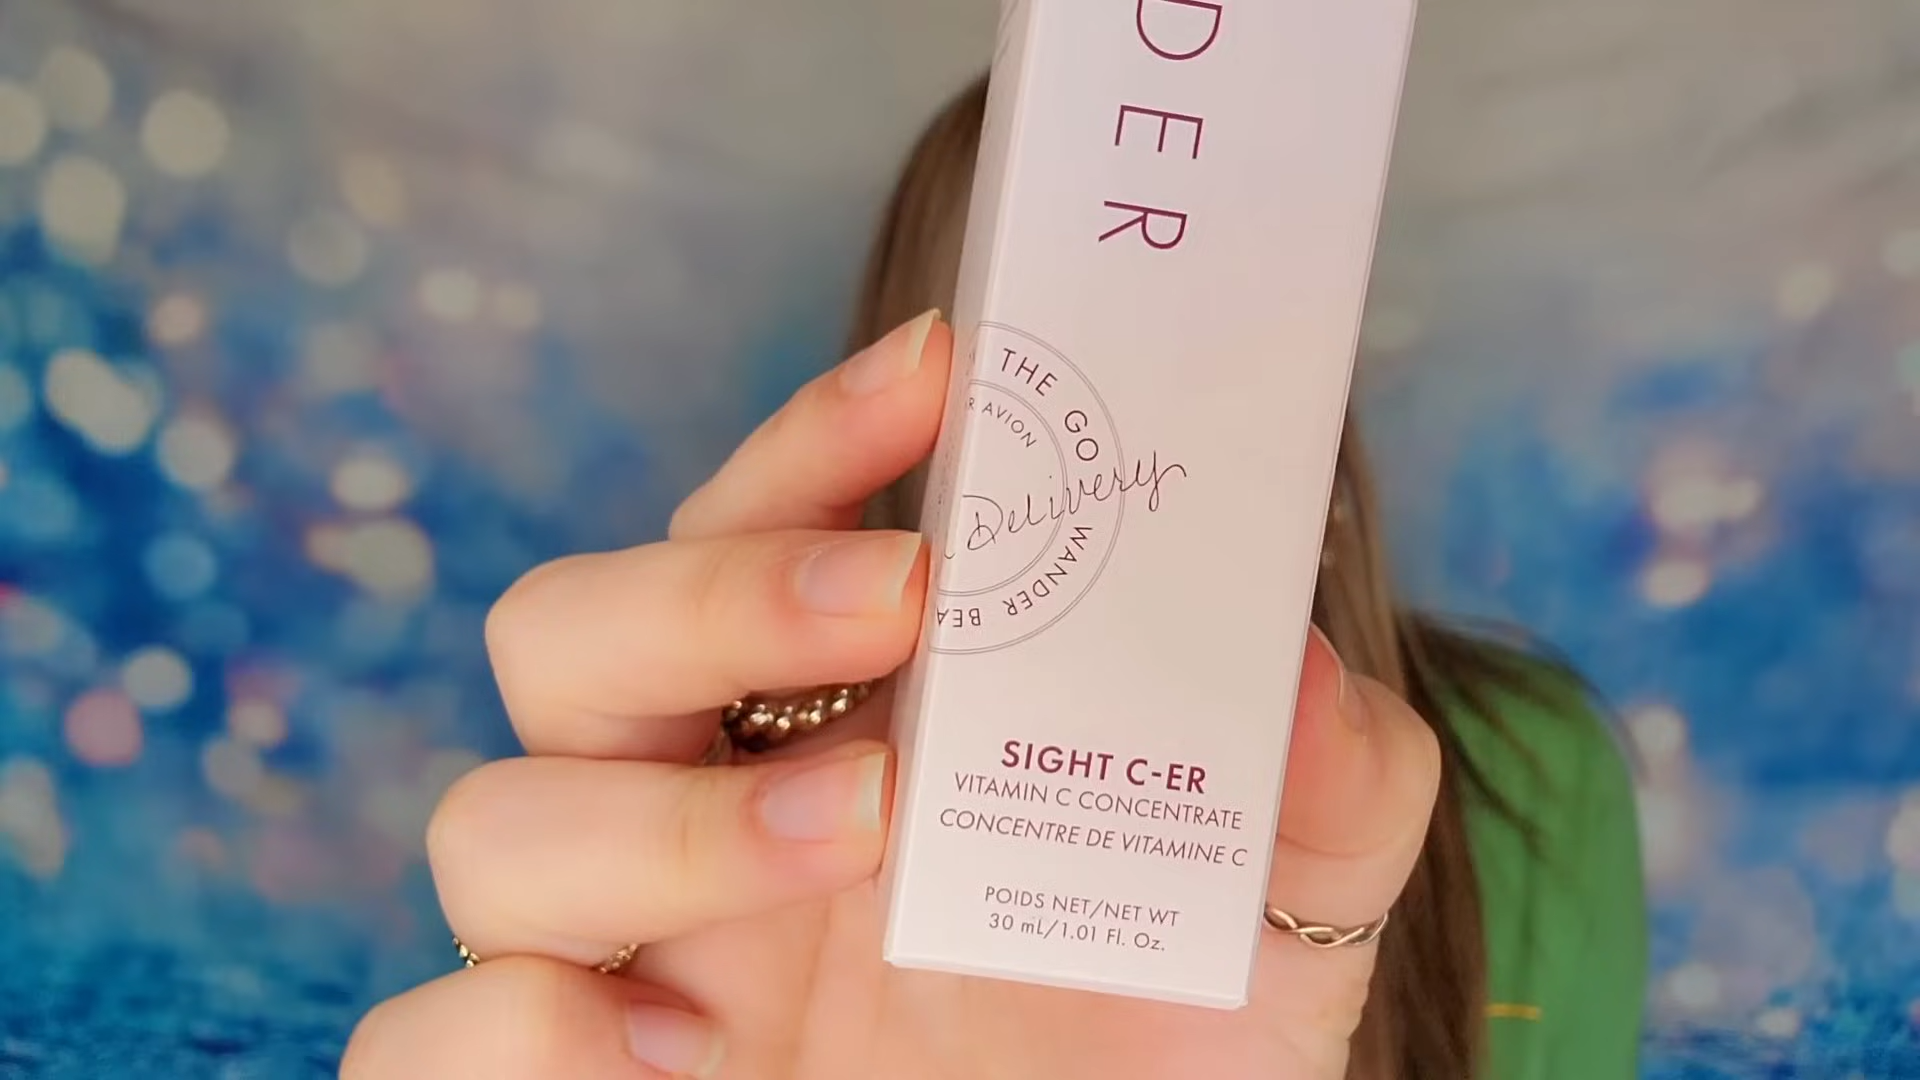 DER
THE GO
R AVION
Delivery
WANDER BEA
SIGHT C-ER
VITAMIN C CONCENTRATE
CONCENTRE DE VITAMINE C
POIDS NET/NET WT
30 mL/1.01 Fl. Oz.